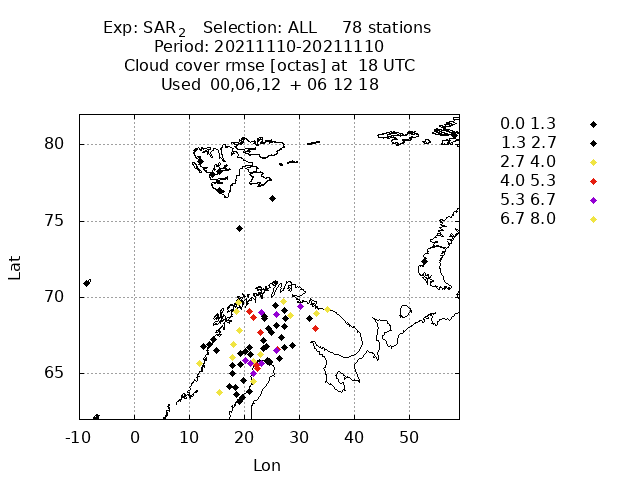 Exp: SAR2 Selection: ALL 78 stations
Period: 20211110-20211110
Cloud cover rmse [octas] at 18 UTC
Used 00,06,12 + 06 12 18
0.0 1.3
1.3 2.7
2.7 4.0
4.0 5.3
5.3 6.7
6.7 8.0
80
75
70
65
Lat
-10 0 10 20 30 40 50
Lon